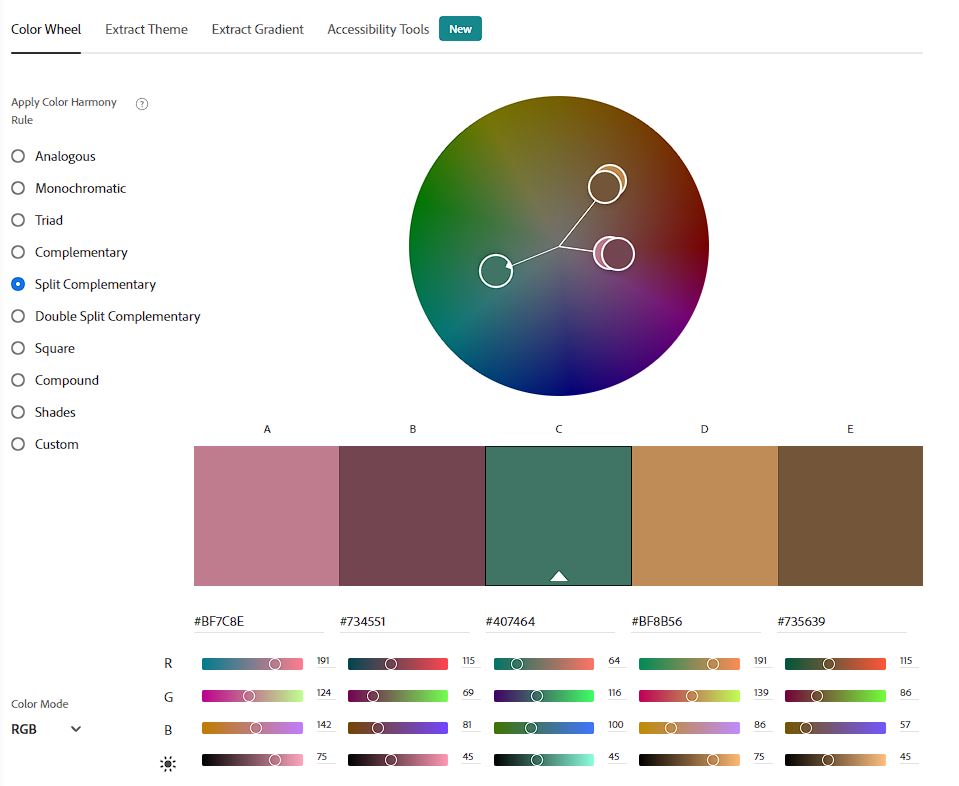 Color Wheel Extract Theme Extract Gradient Accessibility Tools New
Apply Color Harmony ?
Rule
Analogous
Monochromatic
Triad
Complementary
Split Complementary
Double Split Complementary
Square
Compound
Shades
Custom
A B C D E
#BF7C8E #734551 #407464 #BF8B56 #735639
R 191 115 64 191 115
G 124 69 116 139 86
Color Mode
RGB
B 142 81 100 86 57
75 45 45 75 45